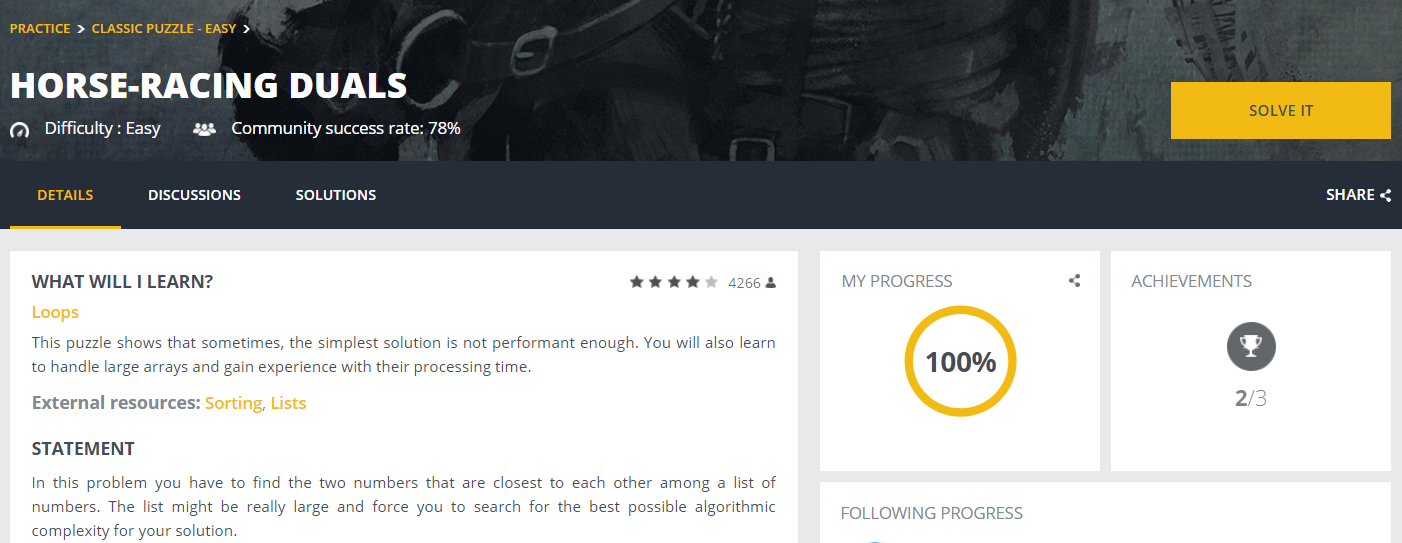 PRACTICE > CLASSIC PUZZLE - EASY >
HORSE-RACING DUALS
Difficulty : Easy
Community success rate: 78%
SOLVE IT
DETAILS
DISCUSSIONS
SOLUTIONS
SHARE
WHAT WILL I LEARN?
4266
Loops
This puzzle shows that sometimes, the simplest solution is not performant enough. You will also learn
to handle large arrays and gain experience with their processing time.
External resources: Sorting, Lists
STATEMENT
In this problem you have to find the two numbers that are closest to each other among a list of
numbers. The list might be really large and force you to search for the best possible algorithmic
complexity for your solution.
MY PROGRESS
100%
ACHIEVEMENTS
2/3
FOLLOWING PROGRESS